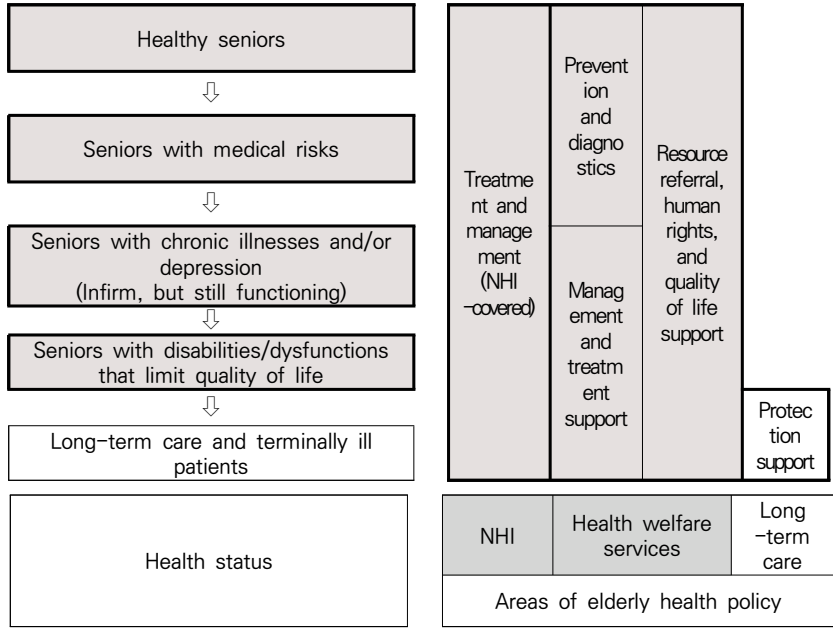 Healthy seniors
Seniors with medical risks
Seniors with chronic illnesses and/or
depression
(Infirm, but still functioning)
Seniors with disabilities/dysfunctions
that limit quality of life
Long-term care and terminally ill
patients
Health status
Treatme
nt and
manage
ment
(NHI
-covered)
Prevent
ion
and
diagno
stics
Manag
ement
and
treatm
ent
support
Resource
referral,
human
rights,
and
quality
of life
support
Protec
tion
support
NHI
Health welfare
services
Long
-term
care
Areas of elderly health policy